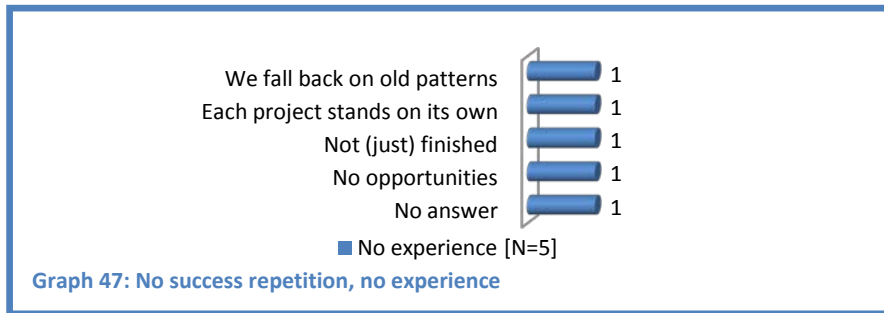 We fall back on old patterns 1
Each project stands on its own 1
Not (just) finished 1
No opportunities 1
No answer 1
No experience [N=5]
Graph 47: No success repetition, no experience